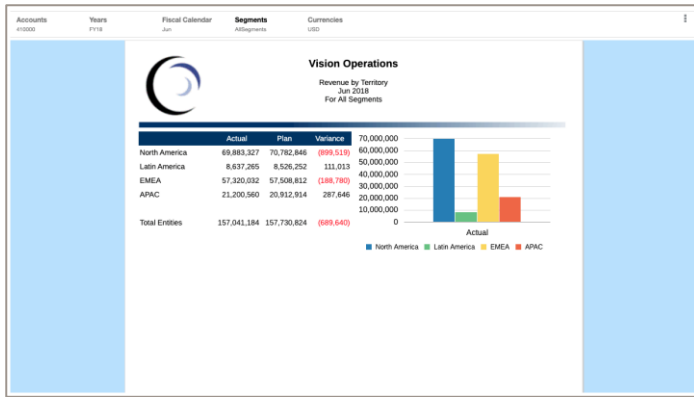 Accounts Years Fiscal Calendar Segments Currencies
410000 FY18 Jun AllSegments USD
Vision Operations
Revenue by Territory
Jun 2018
For All Segments
Actual Plan Variance
North America 69,883,327 70,782,846 (899,519)
Latin America 8,637,265 8,526,252 111,013
EMEA 57,320,032 57,508,812 (188,780)
APAC 21,200,560 20,912,914 287,646
Total Entities 157,041,184 157,730,824 (689,640)
70,000,000
60,000,000
50,000,000
40,000,000
30,000,000
20,000,000
10,000,000
0
Actual
North America Latin America EMEA APAC